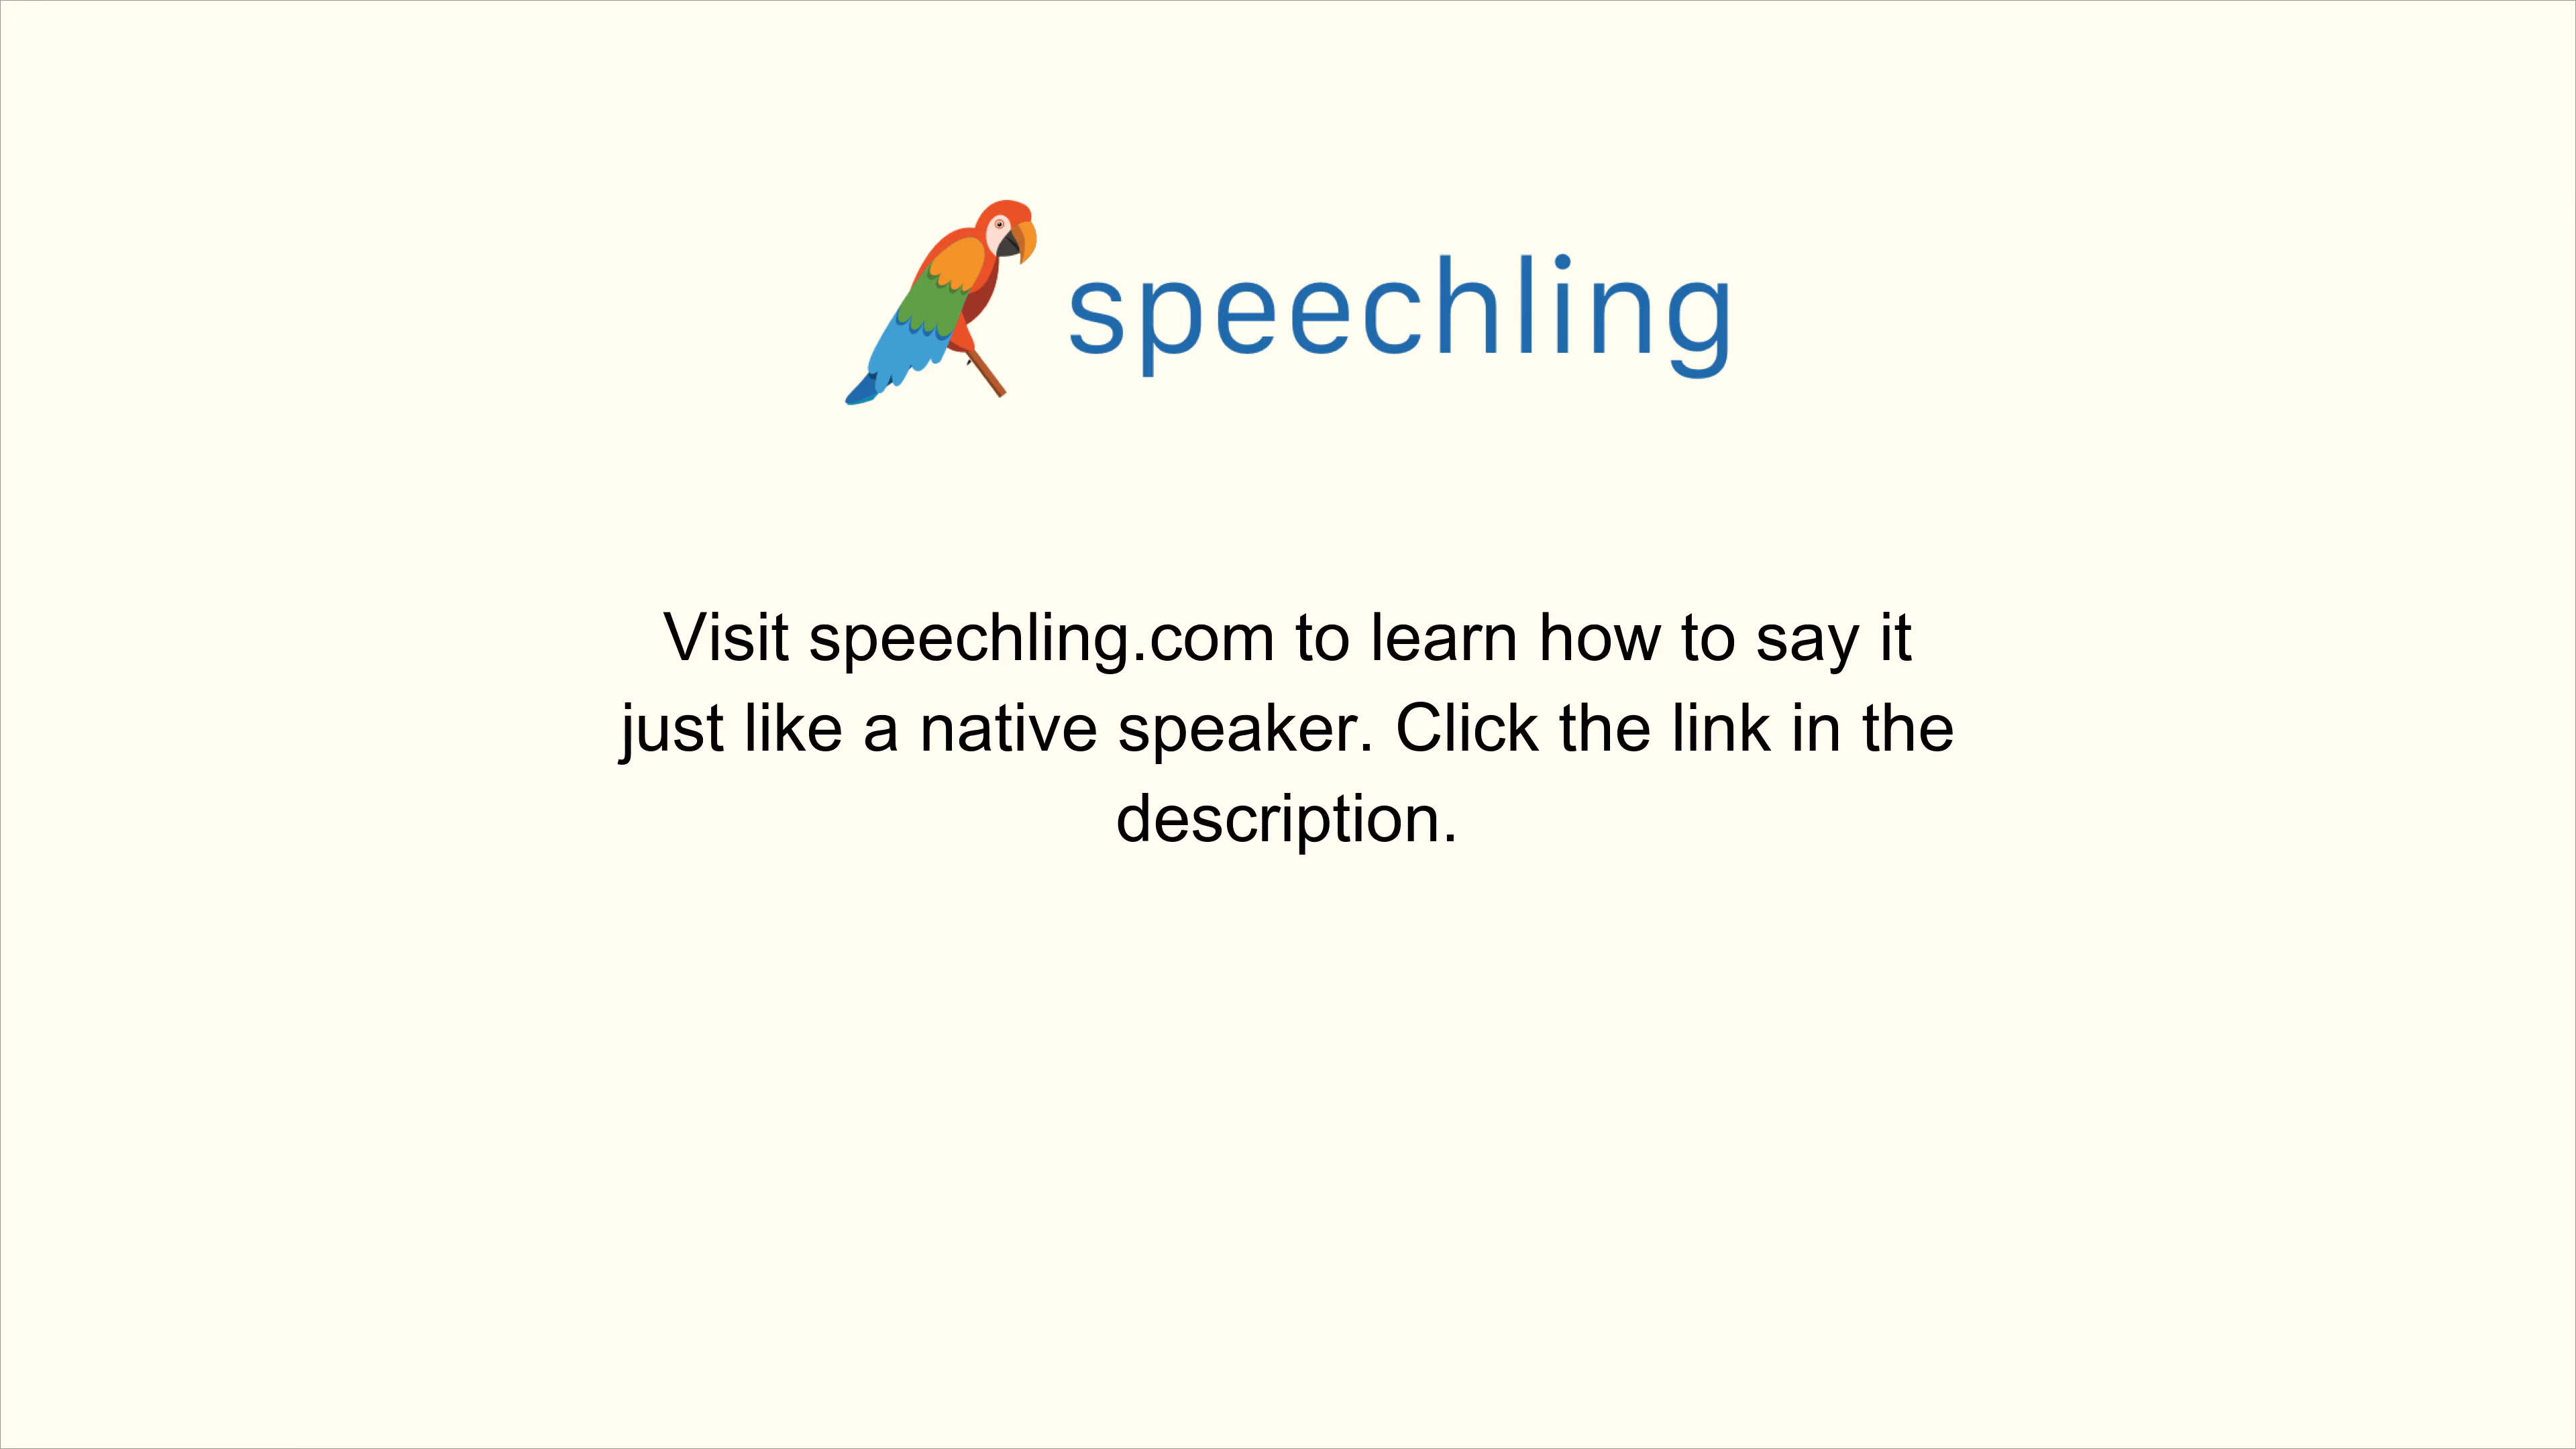 speechling
Visit speechling.com to learn how to say it
just like a native speaker. Click the link in the
description.